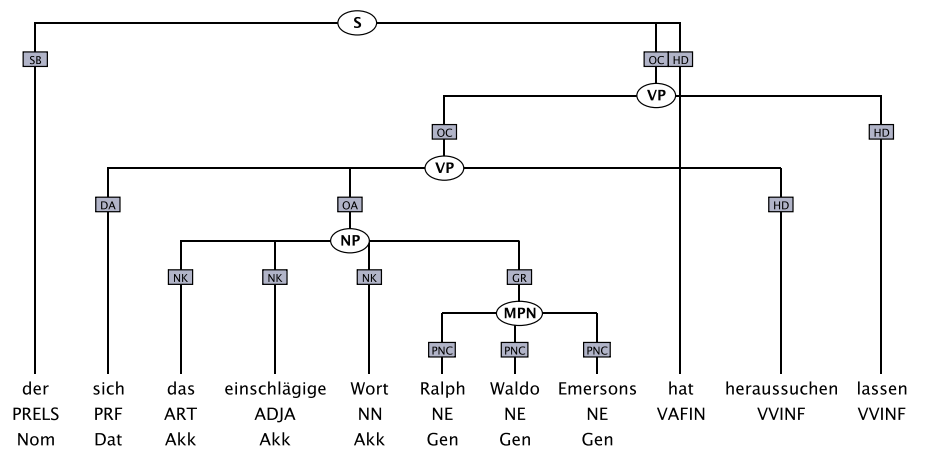 S
SB OC HD
VP
OC HD
VP
DA OA HD
NP
NK NK NK GR
MPN
PNC PNC PNC
der sich das einschlägige Wort Ralph Waldo Emersons hat heraussuchen lassen
PRELS PRF ART ADJA NN NE NE NE VAFIN VVINF VVINF
Nom Dat Akk Akk Akk Gen Gen Gen